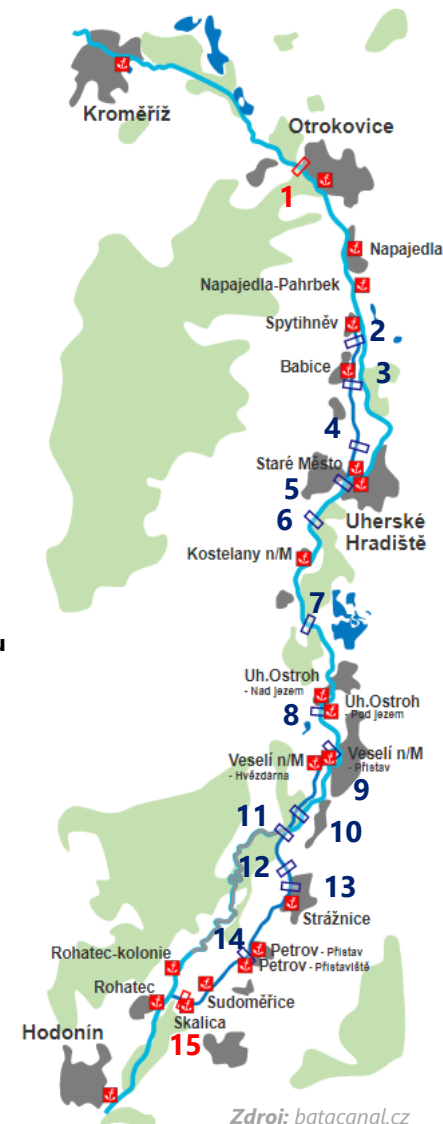 Kroměříž
Otrokovice
1
Napajedla
Napajedla-Pahrbek
Spytihněv
2
Babice
3
4
Staré Město
5
6
Uherské
Hradiště
Kostelany n/M
7
u
Uh.Ostroh
- Nad jezem
Uh.Ostroh
- Pod jezem
8
Veselí n/M
- Přístav
Veselí n/M
- Hvězdárna
9
10
11
12
13
Strážnice
14
Petrov - Přístav
Petrov - Přístaviště
Rohatec-kolonie
Rohatec
Sudoměřice
Skalica
15
Hodonín
Zdroj: batacanal.cz